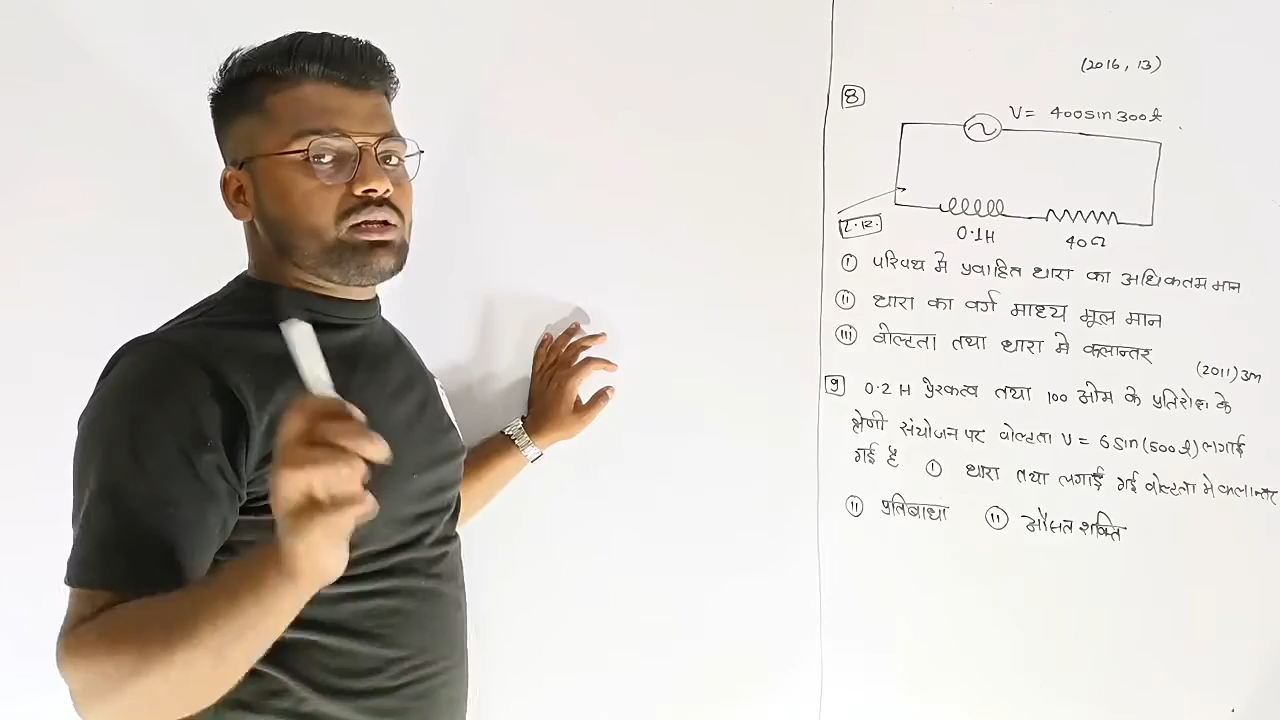 (2016, 13)
8
V = 400sin300t
L.R.
0.1H
40Ω
i परिपथ मे प्रवाहित धारा का अधिकतम मान
ii धारा का वर्ग माध्य मूल मान
iii वोल्टता तथा धारा मे कलान्तर
(2011) 3m
9 0.2 H प्रेरकत्व तथा 100 ओम के प्रतिरोध के
श्रेणी संयोजन पर वोल्टता V = 6sin(500t) लगाई
गई है i धारा तथा लगाई गई वोल्टता मे कलान्तर
ii प्रतिबाधा ii औसत शक्ति